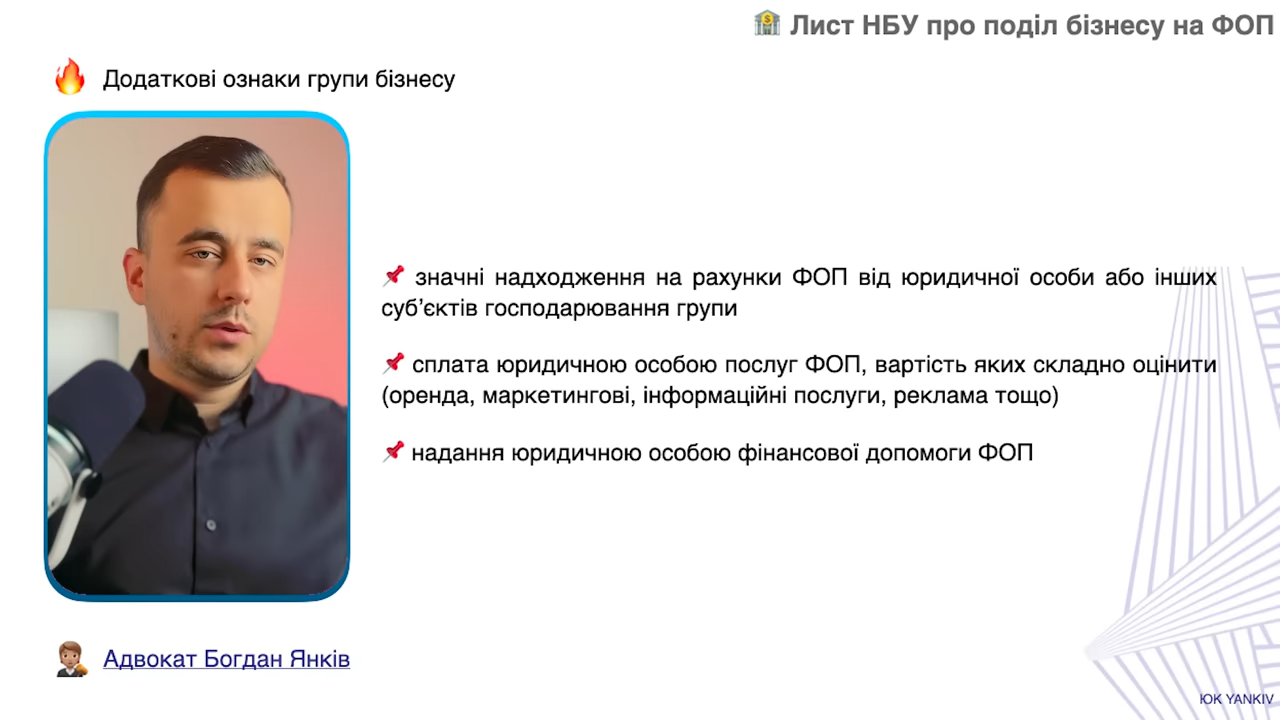 Лист НБУ про поділ бізнесу на ФОП
Додаткові ознаки групи бізнесу
значні надходження на рахунки ФОП від юридичної особи або інших
суб’єктів господарювання групи
сплата юридичною особою послуг ФОП, вартість яких складно оцінити
(оренда, маркетингові, інформаційні послуги, реклама тощо)
надання юридичною особою фінансової допомоги ФОП
Адвокат Богдан Янків
ЮК YANKIV